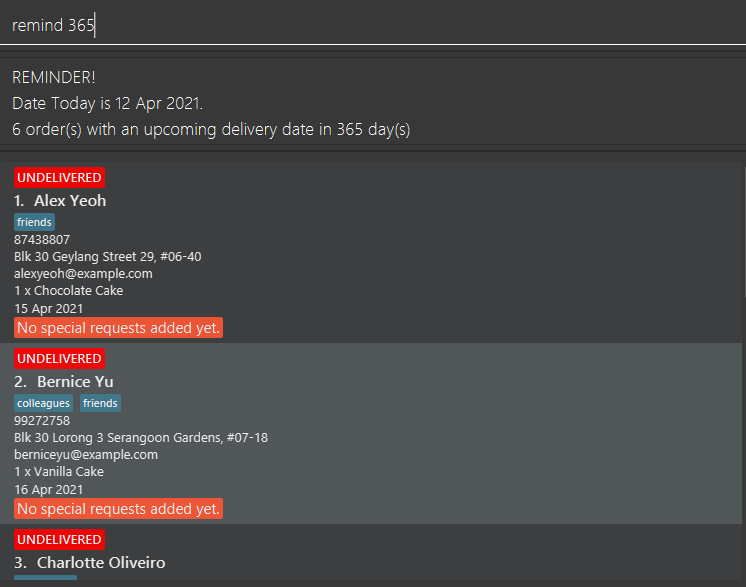 remind 365
REMINDER!
Date Today is 12 Apr 2021.
6 order(s) with an upcoming delivery date in 365 day(s)
UNDELIVERED
1. Alex Yeoh
friends
87438807
Blk 30 Geylang Street 29, #06-40
alexyeoh@example.com
1 x Chocolate Cake
15 Apr 2021
No special requests added yet.
UNDELIVERED
2. Bernice Yu
colleagues friends
99272758
Blk 30 Lorong 3 Serangoon Gardens, #07-18
berniceyu@example.com
1 x Vanilla Cake
16 Apr 2021
No special requests added yet.
UNDELIVERED
3. Charlotte Oliveiro